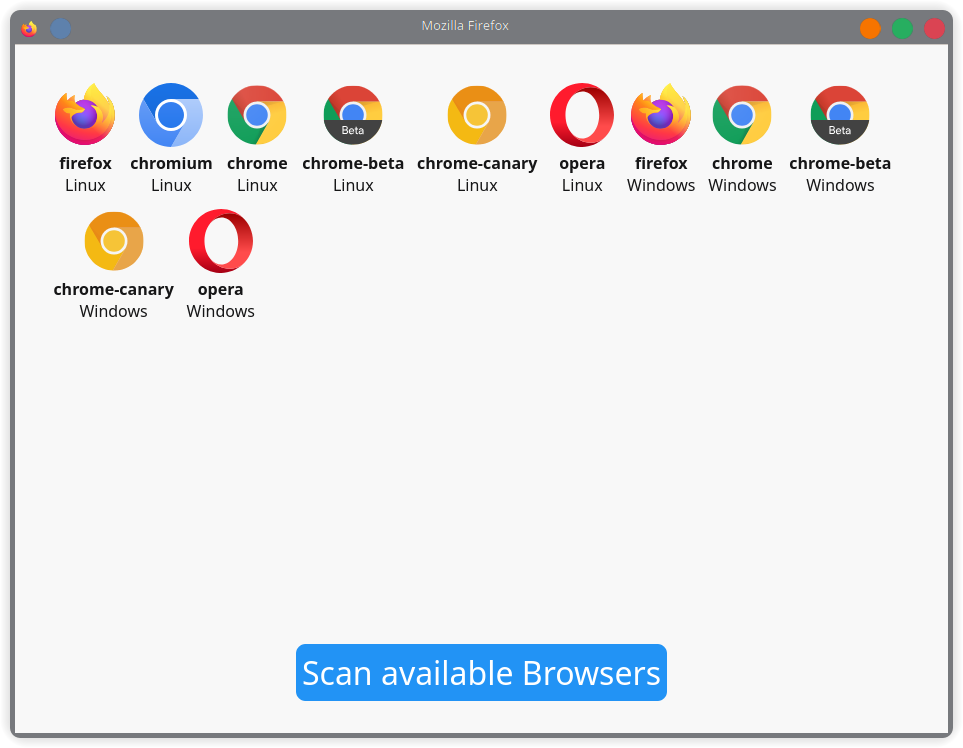 Mozilla Firefox
Beta Beta
firefox chromium chrome chrome-beta chrome-canary opera firefox chrome chrome-beta
Linux Linux Linux Linux Linux Linux Windows Windows Windows
chrome-canary opera
Windows Windows
Scan available Browsers